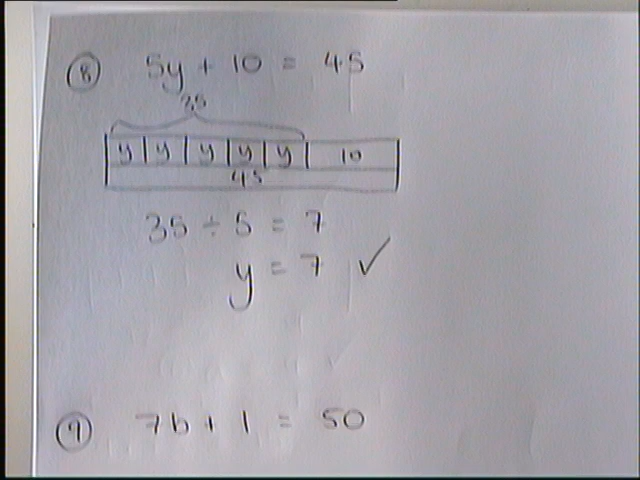 ⑧ 5y + 10 = 45
35
y y y y y 10
45
35 ÷ 5 = 7
y = 7 ✓
⑨ 7b + 1 = 50